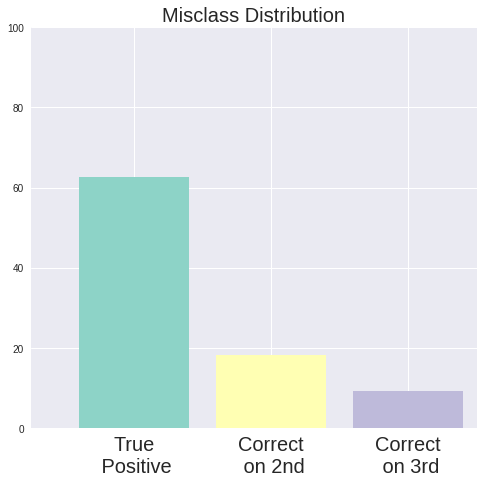 Misclass Distribution
100
80
60
40
20
0
True
Positive
Correct
on 2nd
Correct
on 3rd